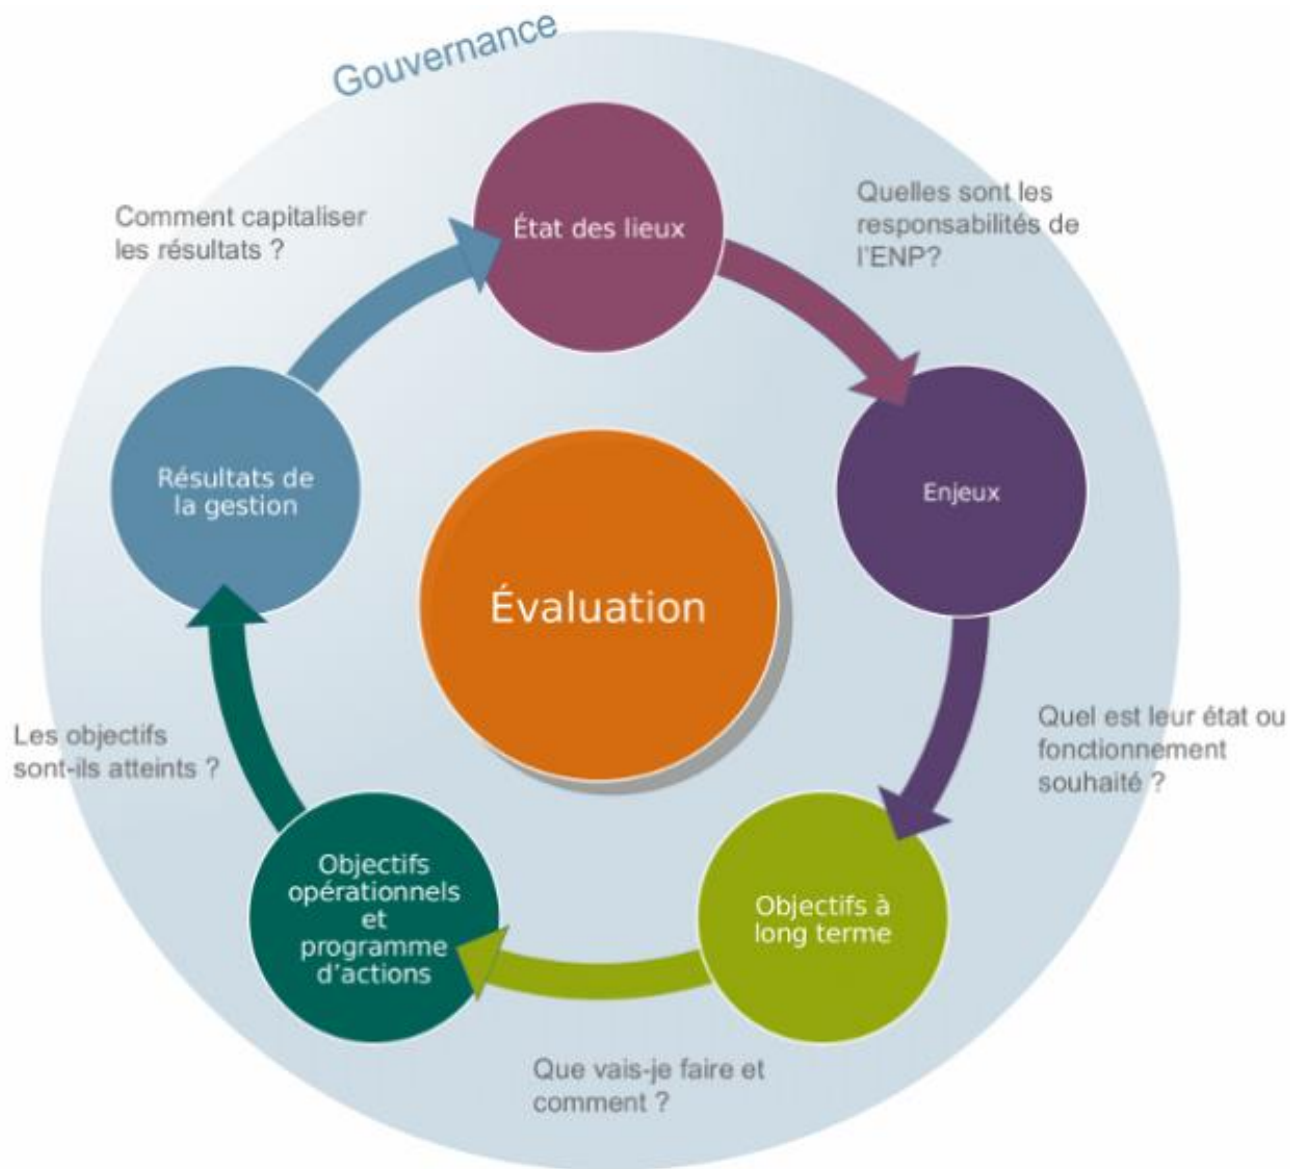 Gouvernance
État des lieux
Quelles sont les
responsabilités de
l'ENP?
Enjeux
Quel est leur état ou
fonctionnement
souhaité ?
Objectifs à
long terme
Que vais-je faire et
comment ?
Objectifs
opérationnels
et
programme
d'actions
Les objectifs
sont-ils atteints ?
Résultats de
la gestion
Comment capitaliser
les résultats ?
Évaluation